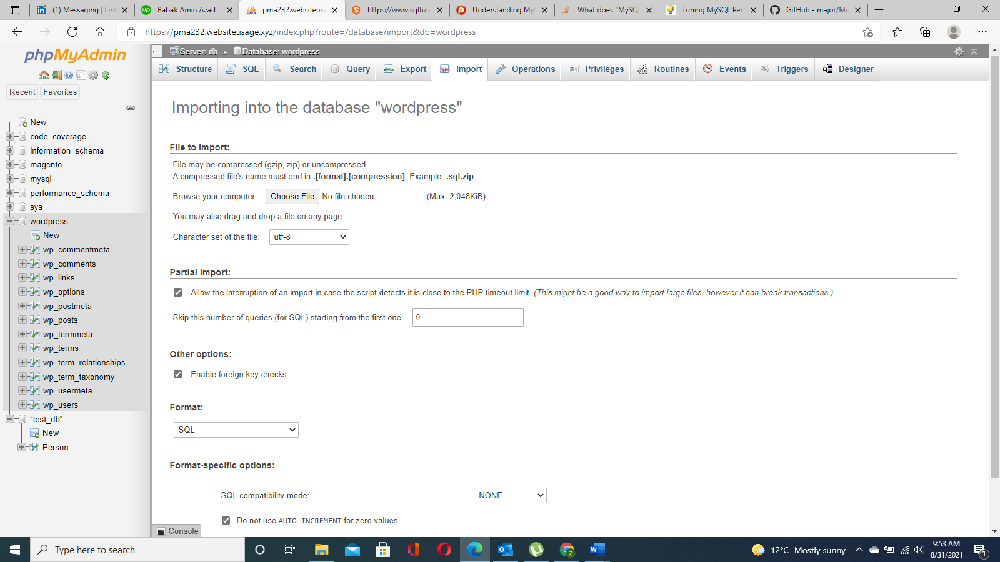 (1) Messaging | Lin
Babak Amin Azad
pma232.websiteusa
https://www.sqltuto
Understanding MyS
What does "MySQL
Tuning MySQL Per
GitHub - major/My
https://pma232.websiteusage.xyz/index.php?route=/database/import&db=wordpress
phpMyAdmin
Recent
Favorites
New
code_coverage
information_schema
magento
mysql
performance_schema
sys
wordpress
New
wp_commentmeta
wp_comments
wp_links
wp_options
wp_postmeta
wp_posts
wp_termmeta
wp_terms
wp_term_relationships
wp_term_taxonomy
wp_usermeta
wp_users
“test_db”
New
Person
Server: db » Database: wordpress
Structure
SQL
Search
Query
Export
Import
Operations
Privileges
Routines
Events
Triggers
Designer
Importing into the database "wordpress"
File to import:
File may be compressed (gzip, zip) or uncompressed.
A compressed file's name must end in .[format].[compression]. Example: .sql.zip
Browse your computer: Choose File No file chosen (Max: 2,048KiB)
You may also drag and drop a file on any page.
Character set of the file: utf-8
Partial import:
Allow the interruption of an import in case the script detects it is close to the PHP timeout limit. (This might be a good way to import large files, however it can break transactions.)
Skip this number of queries (for SQL) starting from the first one: 0
Other options:
Enable foreign key checks
Format:
SQL
Format-specific options:
SQL compatibility mode: NONE
Do not use AUTO_INCREMENT for zero values
Console
Type here to search
12°C Mostly sunny
9:53 AM
8/31/2021
1